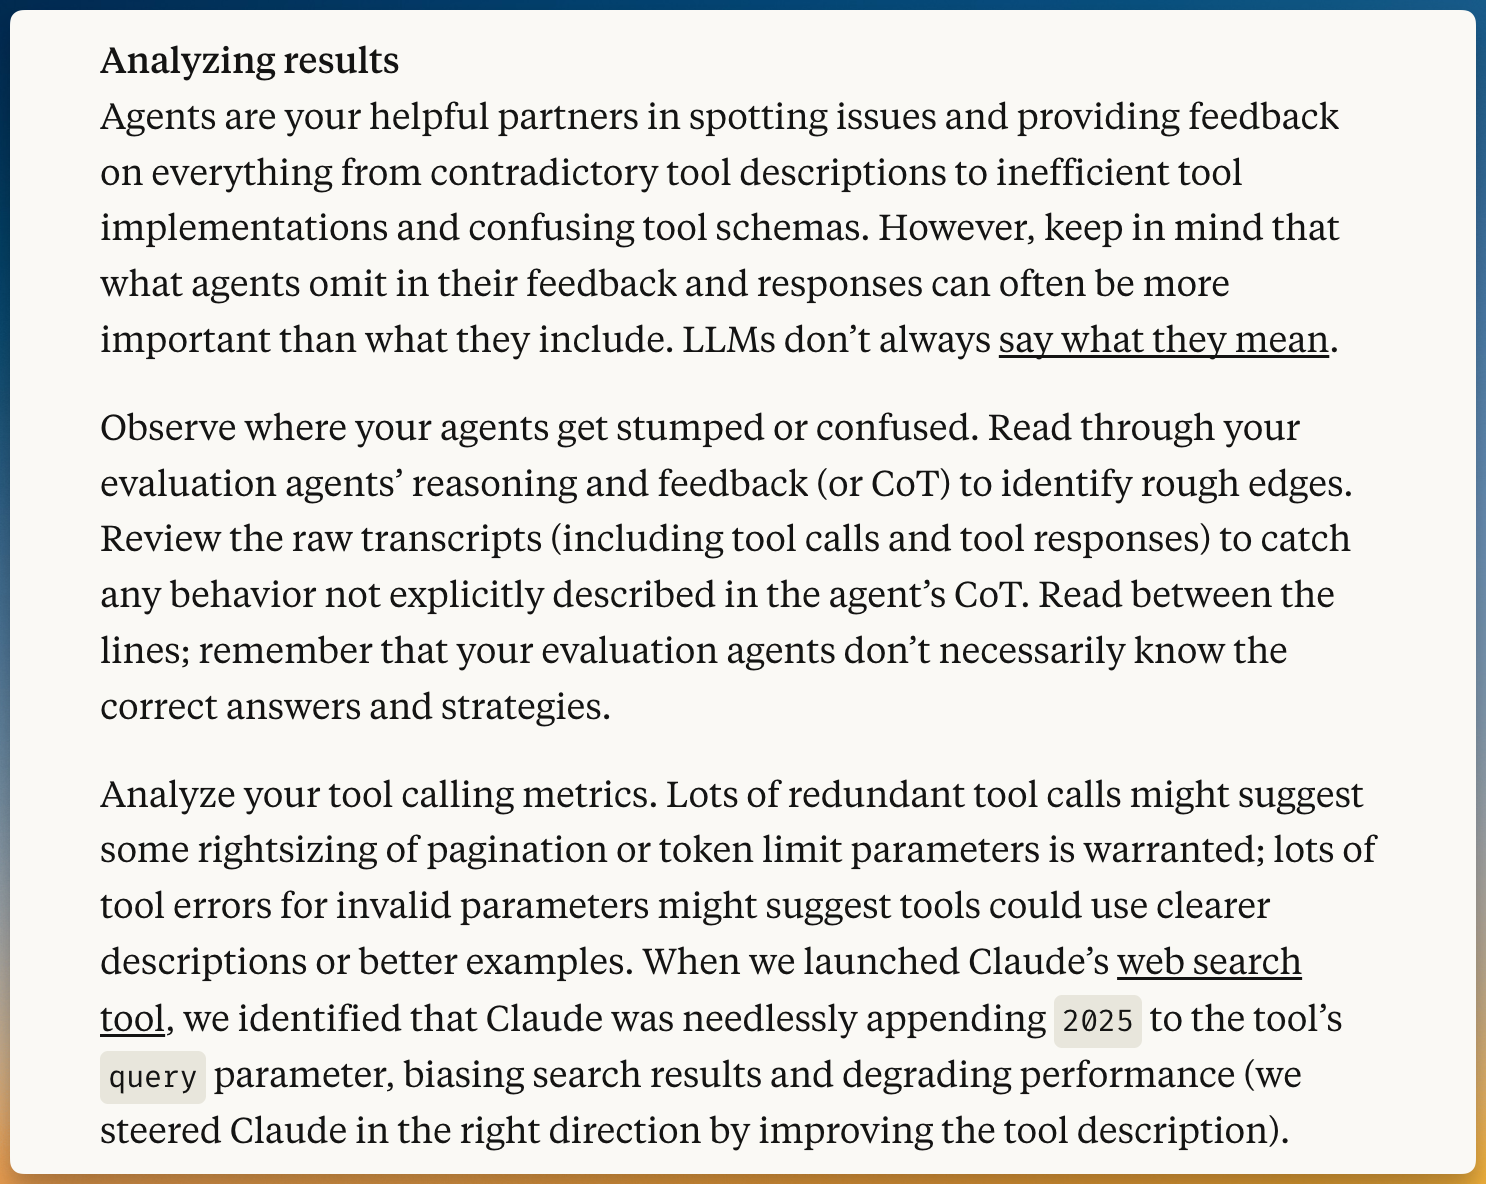 Analyzing results
Agents are your helpful partners in spotting issues and providing feedback
on everything from contradictory tool descriptions to inefficient tool
implementations and confusing tool schemas. However, keep in mind that
what agents omit in their feedback and responses can often be more
important than what they include. LLMs don’t always say what they mean.
Observe where your agents get stumped or confused. Read through your
evaluation agents’ reasoning and feedback (or CoT) to identify rough edges.
Review the raw transcripts (including tool calls and tool responses) to catch
any behavior not explicitly described in the agent’s CoT. Read between the
lines; remember that your evaluation agents don’t necessarily know the
correct answers and strategies.
Analyze your tool calling metrics. Lots of redundant tool calls might suggest
some rightsizing of pagination or token limit parameters is warranted; lots of
tool errors for invalid parameters might suggest tools could use clearer
descriptions or better examples. When we launched Claude’s web search
tool, we identified that Claude was needlessly appending 2025 to the tool’s
query parameter, biasing search results and degrading performance (we
steered Claude in the right direction by improving the tool description).